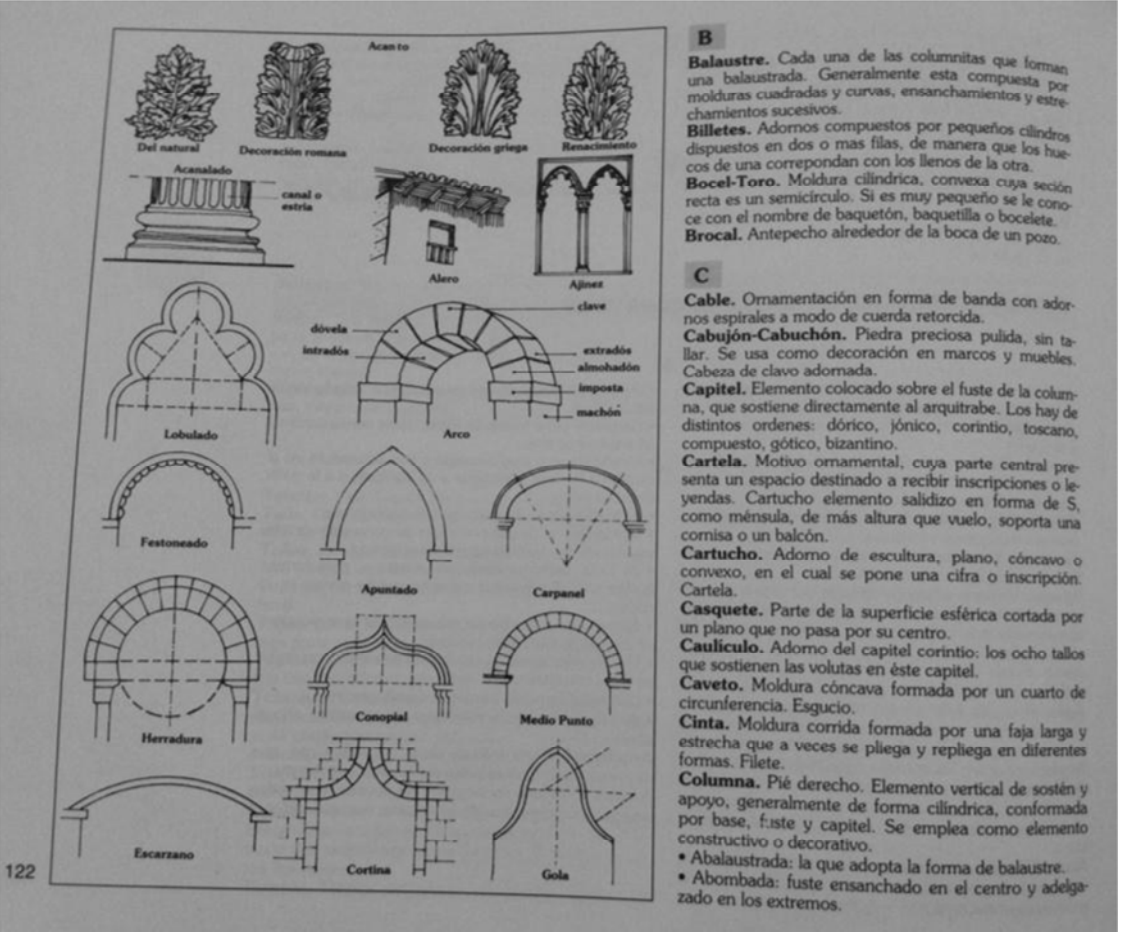 Acanto
Del natural
Decoración romana
Decoración griega
Renacimiento
Acanalado
canal o
estria
Alero
Ajinez
clave
dóvela
intradós
extradós
almohadón
imposta
machón
Lobulado
Arco
Festoneado
Apuntado
Carpanel
Herradura
Conopial
Medio Punto
Escarzano
Cortina
Gola
122
B
Balaustre. Cada una de las columnitas que forman
una balaustrada. Generalmente esta compuesta por
molduras cuadradas y curvas, ensanchamientos y estre-
chamientos sucesivos.
Billetes. Adornos compuestos por pequeños cilindros
dispuestos en dos o mas filas, de manera que los hue-
cos de una correpondan con los llenos de la otra.
Bocel-Toro. Moldura cilíndrica, convexa cuya seción
recta es un semicírculo. Si es muy pequeño se le cono-
ce con el nombre de baquetón, baquetilla o bocelete.
Brocal. Antepecho alrededor de la boca de un pozo.
C
Cable. Ornamentación en forma de banda con ador-
nos espirales a modo de cuerda retorcida.
Cabujón-Cabuchón. Piedra preciosa pulida, sin ta-
llar. Se usa como decoración en marcos y muebles.
Cabeza de clavo adornada.
Capitel. Elemento colocado sobre el fuste de la colum-
na, que sostiene directamente al arquitrabe. Los hay de
distintos ordenes: dórico, jónico, corintio, toscano,
compuesto, gótico, bizantino.
Cartela. Motivo ornamental, cuya parte central pre-
senta un espacio destinado a recibir inscripciones o le-
yendas. Cartucho elemento salidizo en forma de S,
como ménsula, de más altura que vuelo, soporta una
cornisa o un balcón.
Cartucho. Adorno de escultura, plano, cóncavo o
convexo, en el cual se pone una cifra o inscripción.
Cartela.
Casquete. Parte de la superficie esférica cortada por
un plano que no pasa por su centro.
Caulículo. Adorno del capitel corintio: los ocho tallos
que sostienen las volutas en éste capitel.
Caveto. Moldura cóncava formada por un cuarto de
circunferencia. Esgucio.
Cinta. Moldura corrida formada por una faja larga y
estrecha que a veces se pliega y repliega en diferentes
formas. Filete.
Columna. Pié derecho. Elemento vertical de sostén y
apoyo, generalmente de forma cilíndrica, conformada
por base, fuste y capitel. Se emplea como elemento
constructivo o decorativo.
• Abalaustrada: la que adopta la forma de balaustre.
• Abombada: fuste ensanchado en el centro y adelga-
zado en los extremos.